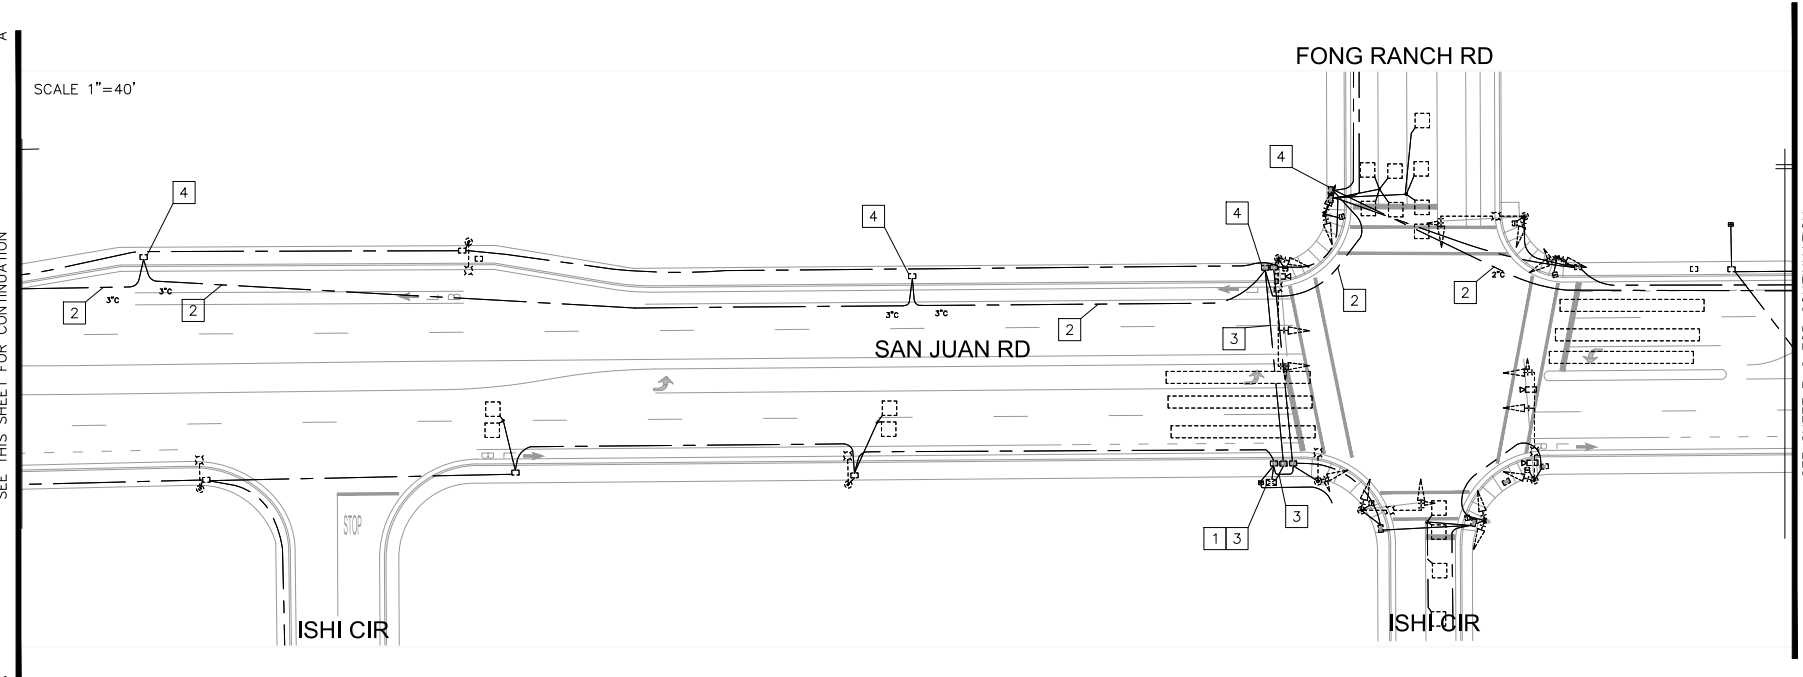 A
FONG RANCH RD
SCALE 1"=40'
4
4
4
4
SEE THIS SHEET FOR CONTINUATION
2
3"C
3"C
2
3"C
3"C
2
2
2
2"C
3
SAN JUAN RD
B
B
B
STOP
3
1 3
ISHI CIR
ISHI CIR